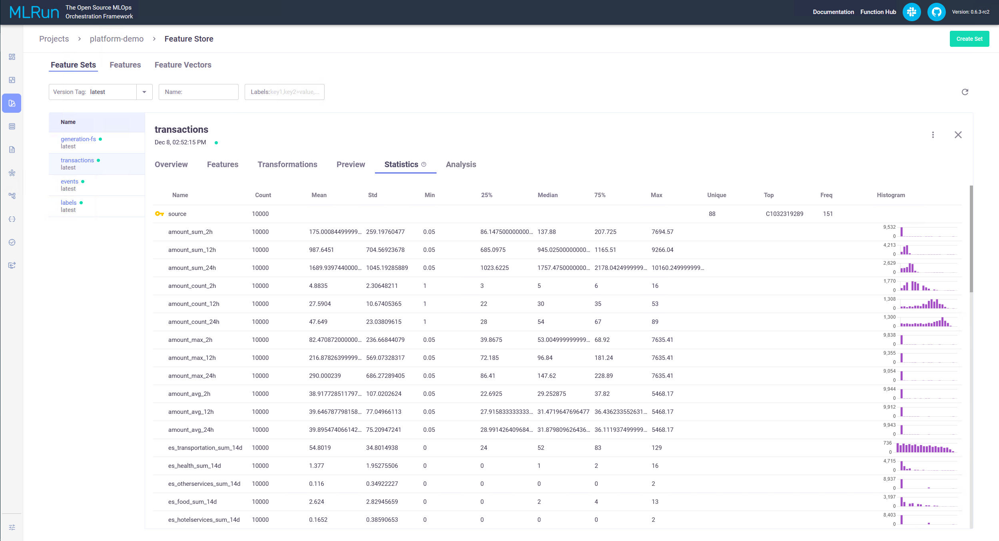 MLRun
The Open Source MLOps
Orchestration Framework
Documentation Function Hub Version: 0.6.3-rc2
Projects > platform-demo > Feature Store
Create Set
Feature Sets Features Feature Vectors
Version Tag: latest Name: Labels:key1,key2=value,...
Name
generation-fs
latest
transactions
latest
events
latest
labels
latest
transactions
Dec 8, 02:52:15 PM
Overview Features Transformations Preview Statistics Analysis
Name Count Mean Std Min 25% Median 75% Max Unique Top Freq Histogram
source 10000 88 C1032319289 151
amount_sum_2h 10000 175.00084499999... 259.19760477 0.05 86.147500000000... 137.88 207.725 7694.57 9,532 0
amount_sum_12h 10000 987.6451 704.56923678 0.05 685.0975 945.02500000000... 1165.51 9266.04 4,213 0
amount_sum_24h 10000 1689.9397440000... 1045.19285889 0.05 1023.6225 1757.4750000000... 2178.0424999999... 10160.249999999... 2,629 0
amount_count_2h 10000 4.8835 2.30648211 1 3 5 6 16 1,770 0
amount_count_12h 10000 27.5904 10.67405365 1 22 30 35 53 1,308 0
amount_count_24h 10000 47.649 23.03809615 1 28 54 67 89 1,300 0
amount_max_2h 10000 82.470872000000... 236.66844079 0.05 39.8675 53.004999999999... 68.92 7635.41 9,838 0
amount_max_12h 10000 216.87826399999... 569.07328317 0.05 72.185 96.84 181.24 7635.41 9,355 0
amount_max_24h 10000 290.000239 686.27289405 0.05 86.41 147.62 228.89 7635.41 9,054 0
amount_avg_2h 10000 38.917728511797... 107.0202624 0.05 22.6925 29.252875 37.82 5468.17 9,944 0
amount_avg_12h 10000 39.646787798158... 77.04966113 0.05 27.915833333333... 31.4719647696477 36.436233552631... 5468.17 9,912 0
amount_avg_24h 10000 39.895474066142... 75.20947241 0.05 28.991426409684... 31.879809626436... 36.111937499999... 5468.17 9,943 0
es_transportation_sum_14d 10000 54.8019 34.8014938 0 24 52 83 129 736 0
es_health_sum_14d 10000 1.377 1.95275506 0 0 1 2 16 4,715 0
es_otherservices_sum_14d 10000 0.116 0.34922227 0 0 0 0 2 8,937 0
es_food_sum_14d 10000 2.624 2.82945659 0 0 2 4 13 3,197 0
es_hotelservices_sum_14d 10000 0.1652 0.38590653 0 0 0 0 2 8,403 0